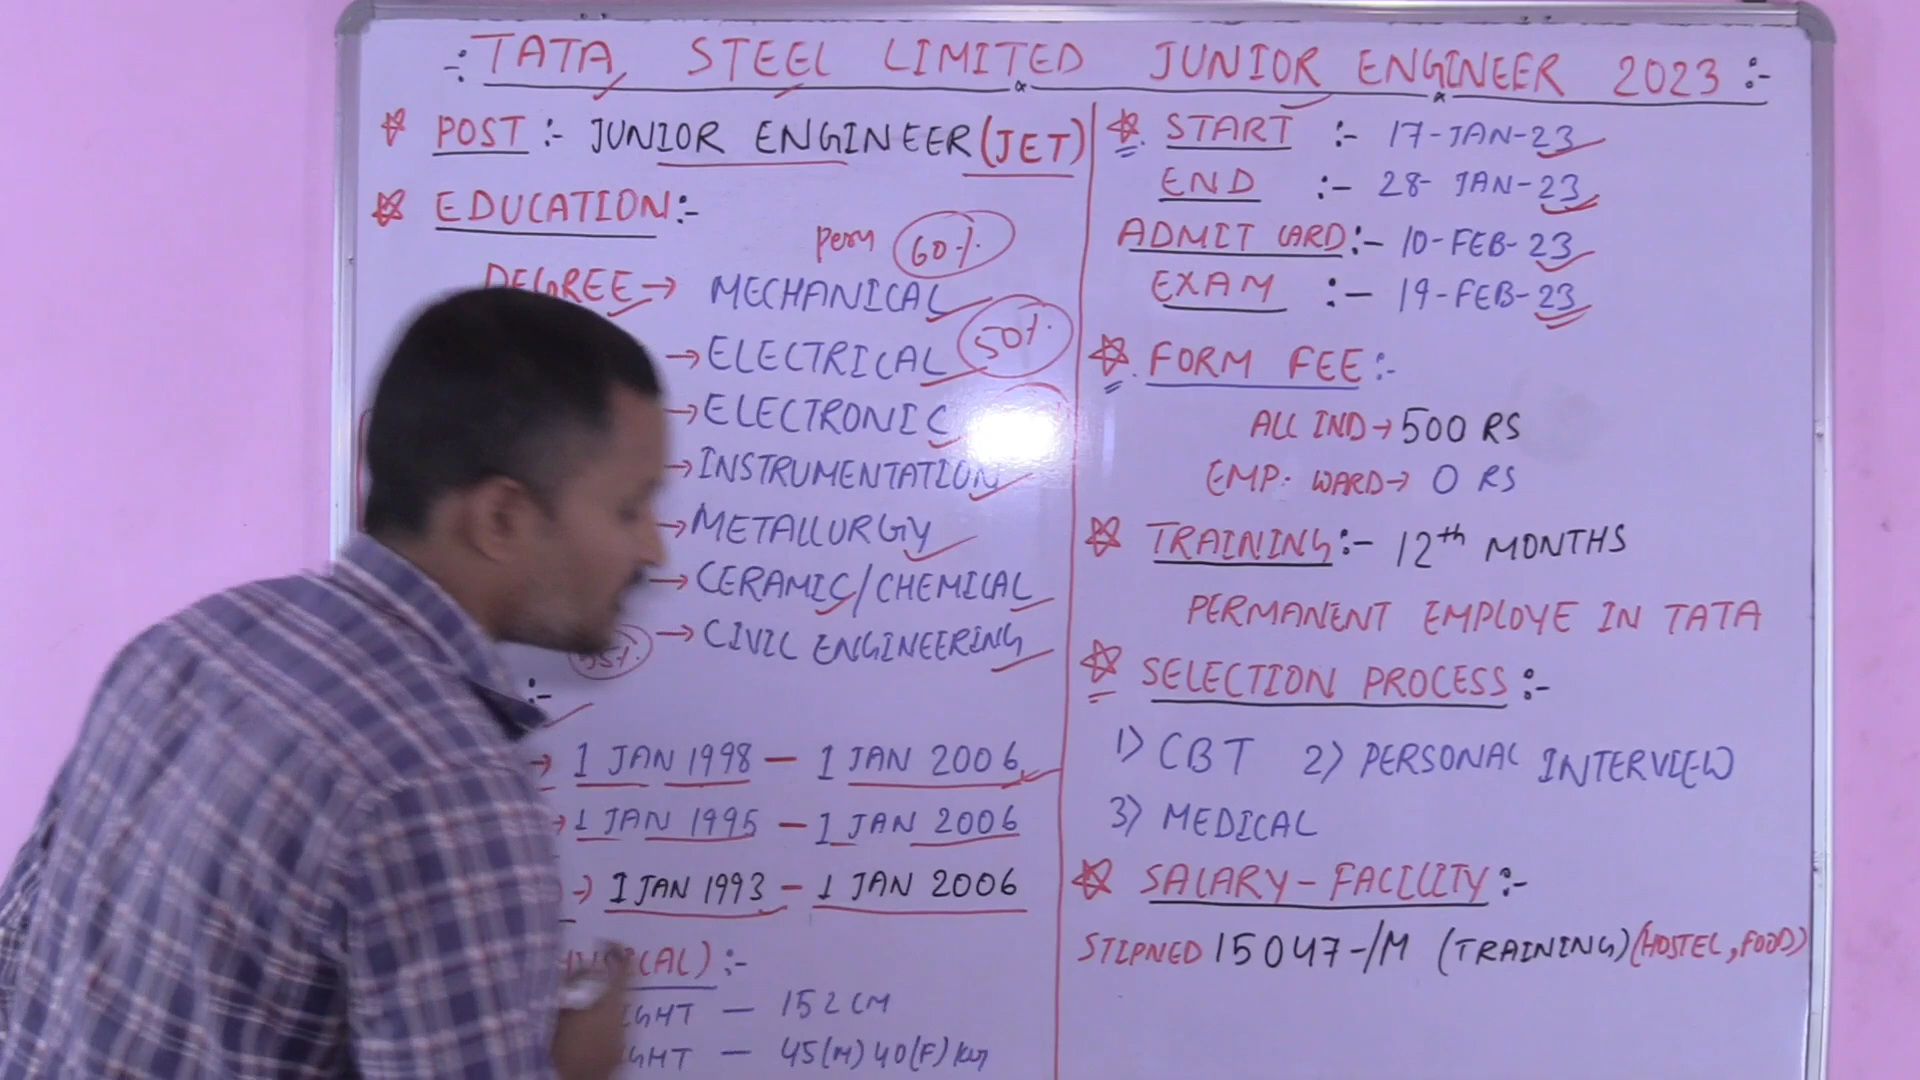 :- TATA STEEL LIMITED JUNIOR ENGINEER 2023 :-
POST :- JUNIOR ENGINEER (JET)
EDUCATION :-
60%
DEGREE → MECHANICAL
50%
→ ELECTRICAL
→ ELECTRONIC
→ INSTRUMENTATION
→ METALLURGY
→ CERAMIC/CHEMICAL
→ CIVIL ENGINEERING
55%
:-
→ 1 JAN 1998 — 1 JAN 2006
→ 1 JAN 1995 — 1 JAN 2006
→ 1 JAN 1993 — 1 JAN 2006
:-
— 152 CM
— 45(M) 40(F) kg
START :- 17-JAN-23
END :- 28-JAN-23
ADMIT CARD :- 10-FEB-23
EXAM :- 19-FEB-23
FORM FEE :-
ALL IND → 500 RS
EMP. WARD → 0 RS
TRAINING :- 12th MONTHS
PERMANENT EMPLOYE IN TATA
SELECTION PROCESS :-
1) CBT 2) PERSONAL INTERVIEW
3) MEDICAL
SALARY-FACILITY :-
STIPNED 15047-/M (TRAINING) (HOSTEL, FOOD)